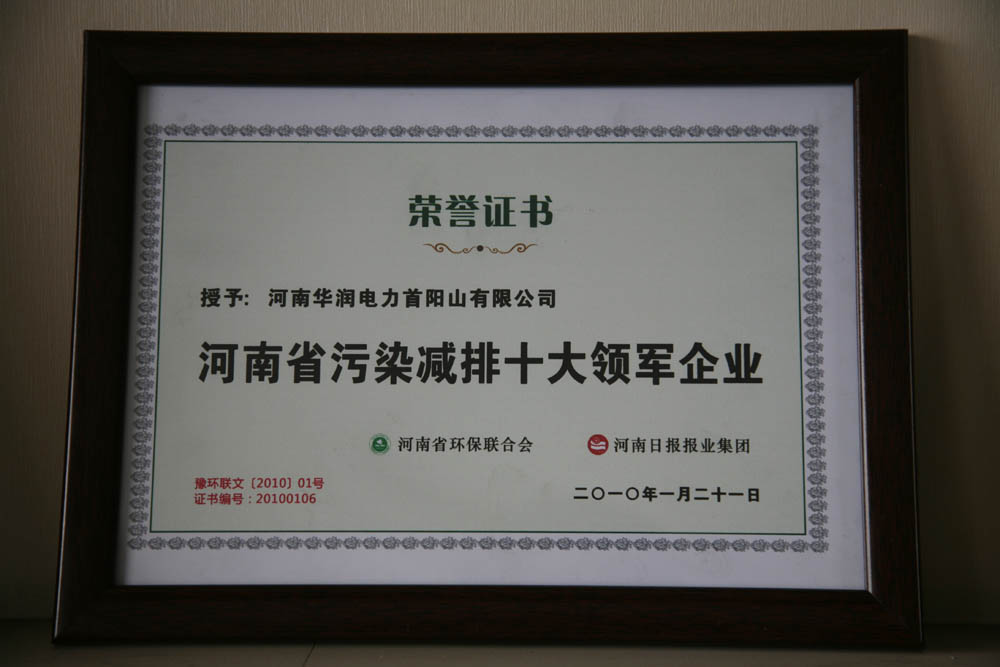 荣誉证书
授予: 河南华润电力首阳山有限公司
河南省污染减排十大领军企业
河南省环保联合会 河南日报报业集团
豫环联文〔2010〕01号
证书编号：20100106
二〇一〇年一月二十一日